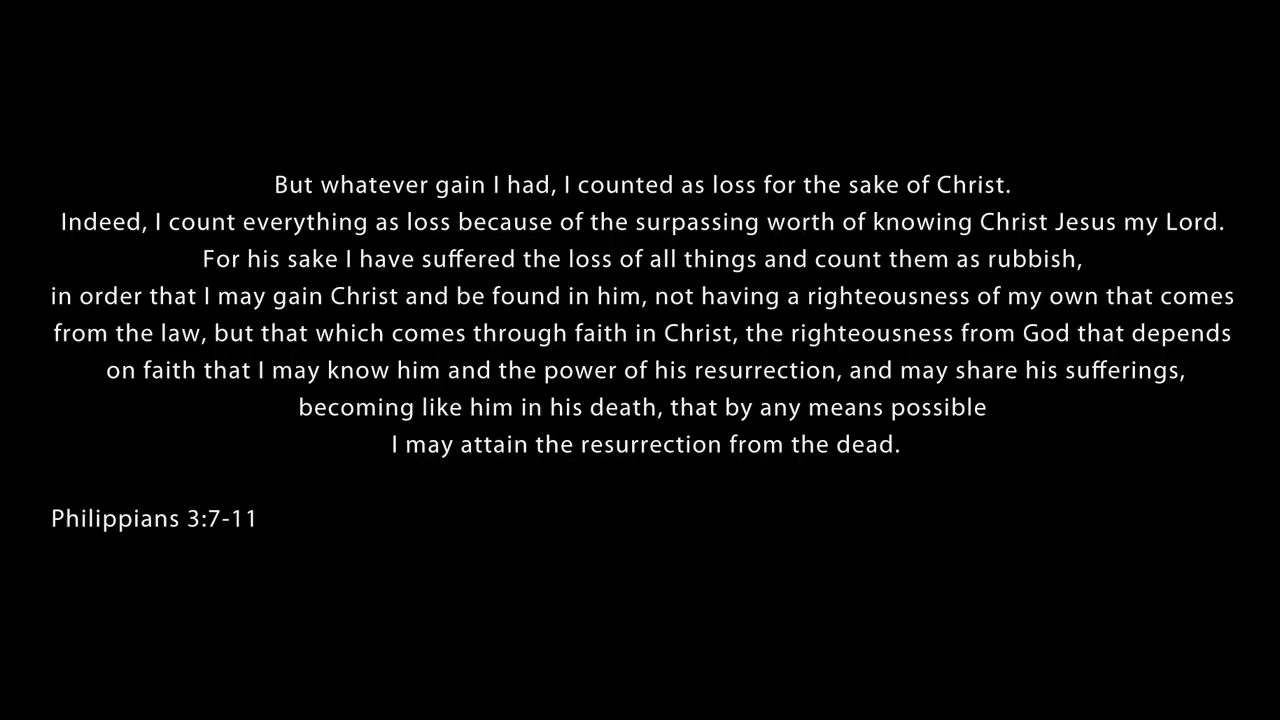 But whatever gain I had, I counted as loss for the sake of Christ.
Indeed, I count everything as loss because of the surpassing worth of knowing Christ Jesus my Lord.
For his sake I have suffered the loss of all things and count them as rubbish,
in order that I may gain Christ and be found in him, not having a righteousness of my own that comes
from the law, but that which comes through faith in Christ, the righteousness from God that depends
on faith that I may know him and the power of his resurrection, and may share his sufferings,
becoming like him in his death, that by any means possible
I may attain the resurrection from the dead.
Philippians 3:7-11